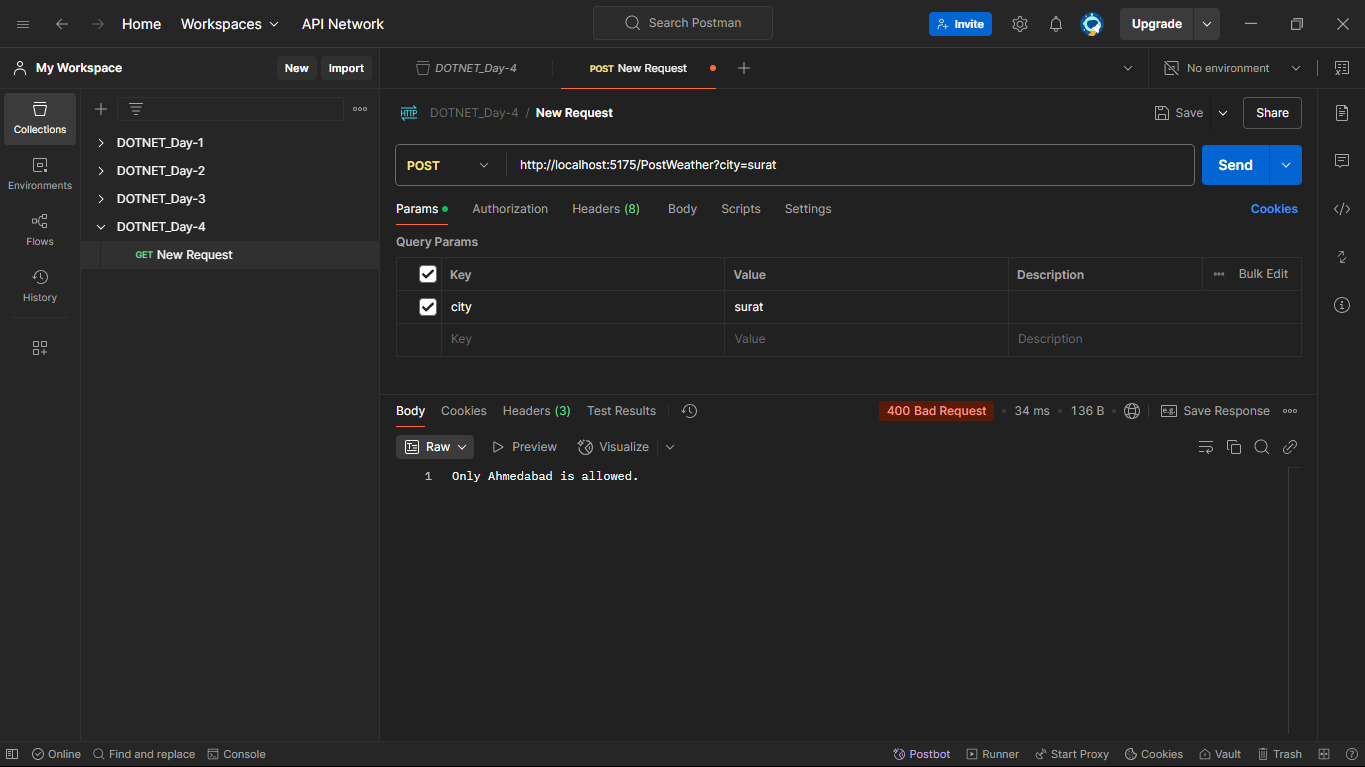 Home Workspaces API Network Search Postman Invite Upgrade
My Workspace New Import DOTNET_Day-4 POST New Request No environment
Collections
Environments
Flows
History
DOTNET_Day-1
DOTNET_Day-2
DOTNET_Day-3
DOTNET_Day-4
GET New Request
HTTP DOTNET_Day-4 / New Request Save Share
POST http://localhost:5175/PostWeather?city=surat Send
Params Authorization Headers (8) Body Scripts Settings Cookies
Query Params
Key Value Description Bulk Edit
city surat
Key Value Description
Body Cookies Headers (3) Test Results 400 Bad Request 34 ms 136 B e.g. Save Response
Raw Preview Visualize
1 Only Ahmedabad is allowed.
Online Find and replace Console Postbot Runner Start Proxy Cookies Vault Trash